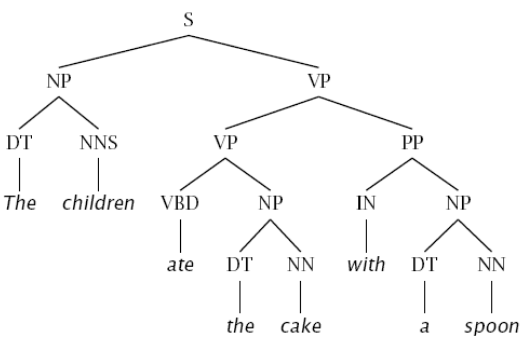 S
NP VP
DT NNS VP PP
The children VBD NP IN NP
ate DT NN with DT NN
the cake a spoon